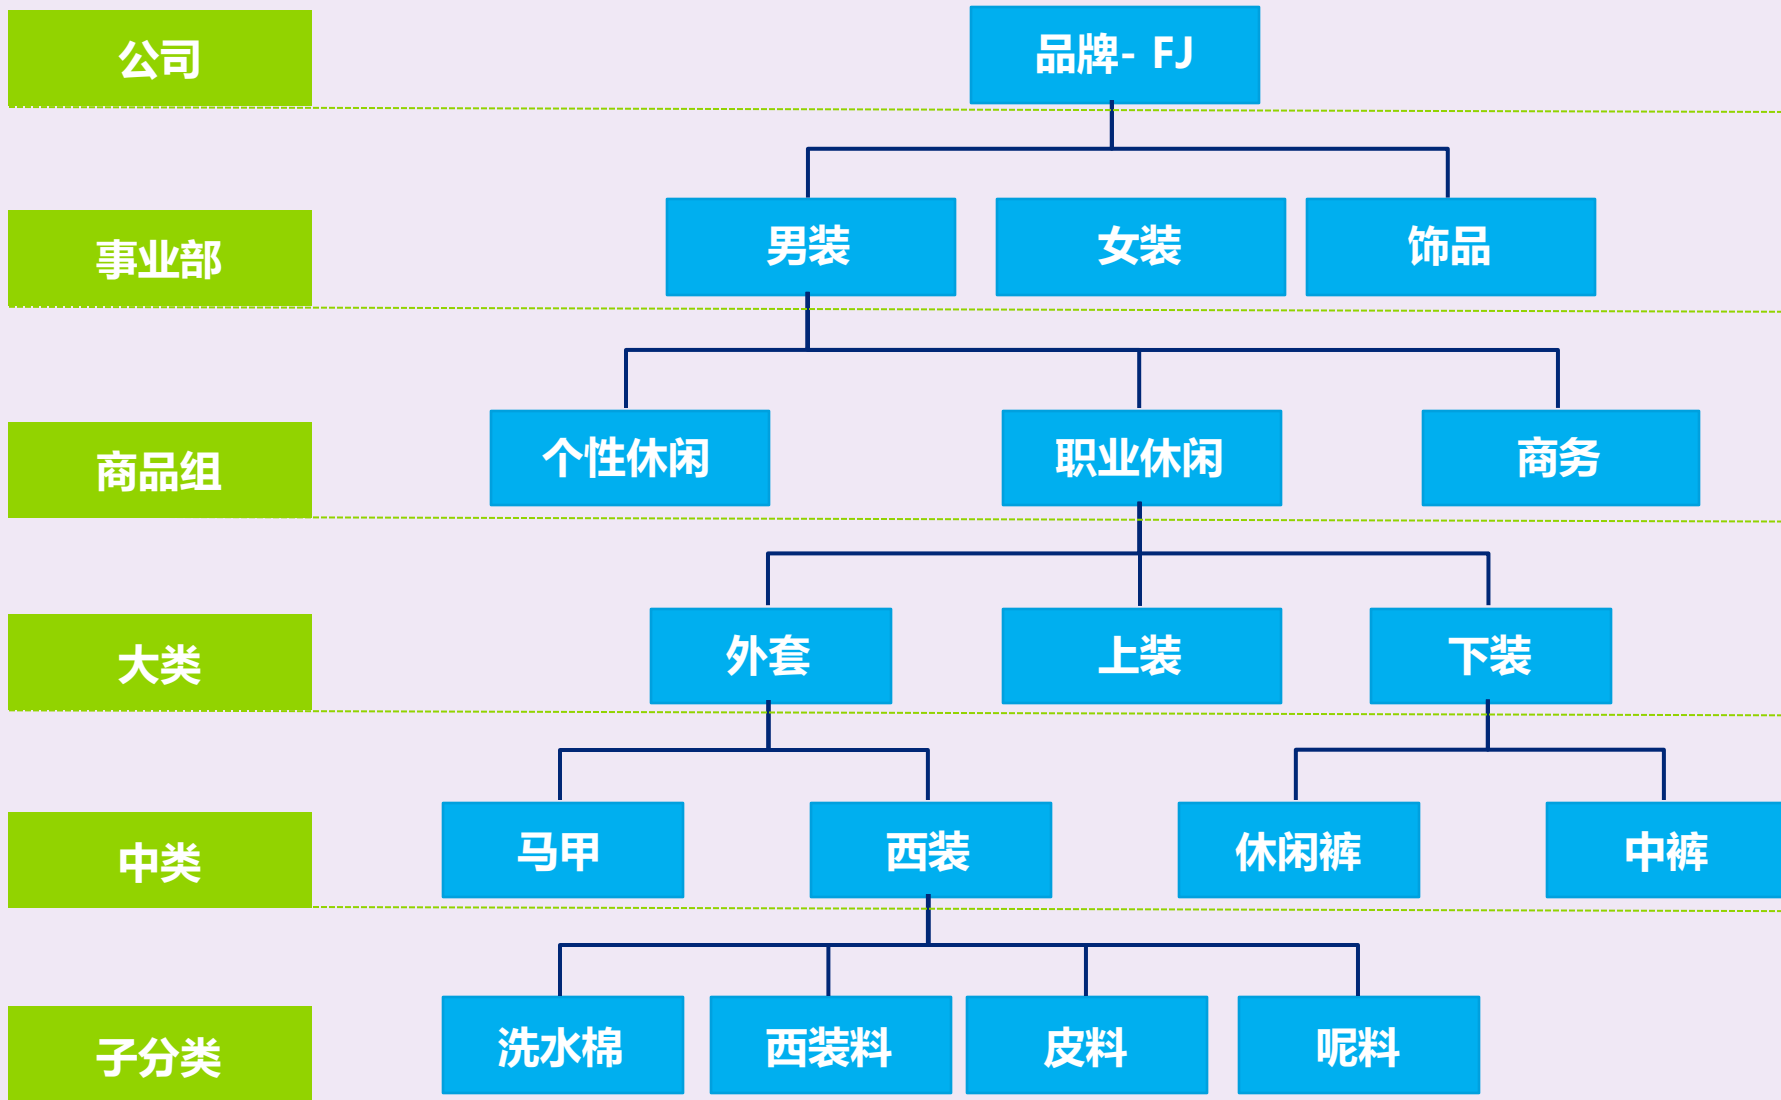 公司
品牌- FJ
事业部
男装
女装
饰品
商品组
个性休闲
职业休闲
商务
大类
外套
上装
下装
中类
马甲
西装
休闲裤
中裤
子分类
洗水棉
西装料
皮料
呢料